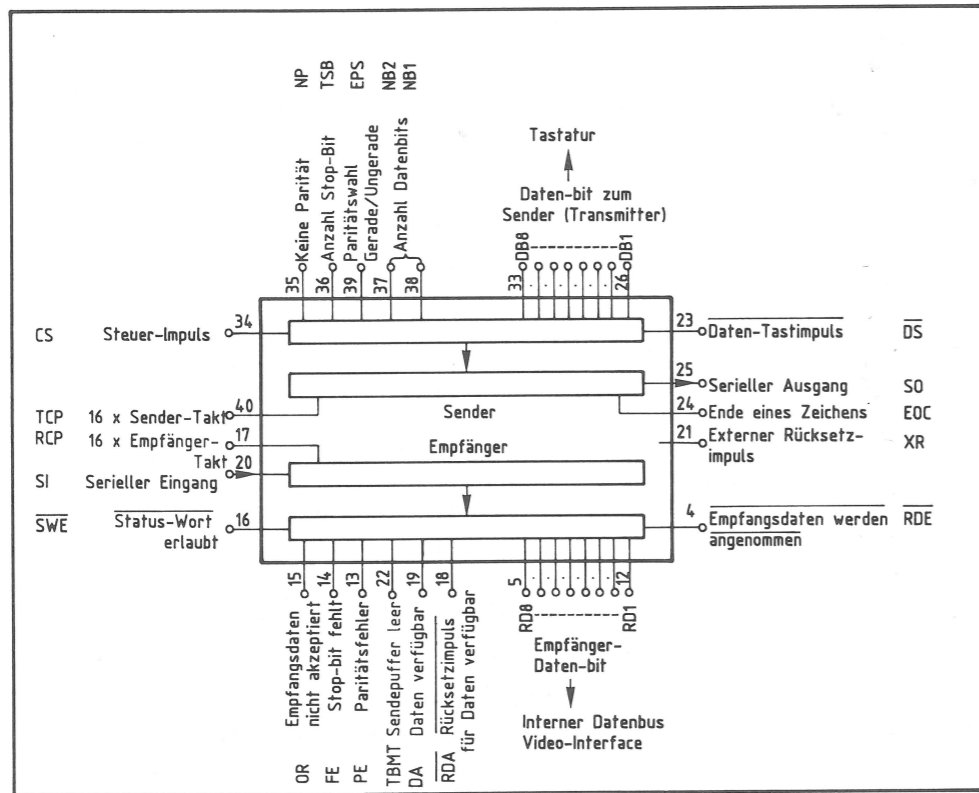 NP
TSB
EPS
NB2
NB1
Keine Parität
Anzahl Stop-Bit
Paritätswahl
Gerade/Ungerade
Anzahl Datenbits
35
36
39
37
38
Tastatur
Daten-bit zum
Sender (Transmitter)
DB8
DB1
33
26
CS Steuer-Impuls 34
23 Daten-Tastimpuls DS
25 Serieller Ausgang SO
24 Ende eines Zeichens EOC
21 Externer Rücksetz-
impuls XR
TCP 16 x Sender-Takt 40
RCP 16 x Empfänger- 17
Takt
SI Serieller Eingang 20
Sender
Empfänger
SWE Status-Wort 16
erlaubt
4 Empfangsdaten werden RDE
angenommen
15
14
13
22
19
18
5
12
RD8
RD1
Empfangsdaten
nicht akzeptiert
Stop-bit fehlt
Paritätsfehler
TBMT Sendepuffer leer
DA Daten verfügbar
RDA Rücksetzimpuls
für Daten verfügbar
OR
FE
PE
Empfänger-
Daten-bit
Interner Datenbus
Video-Interface